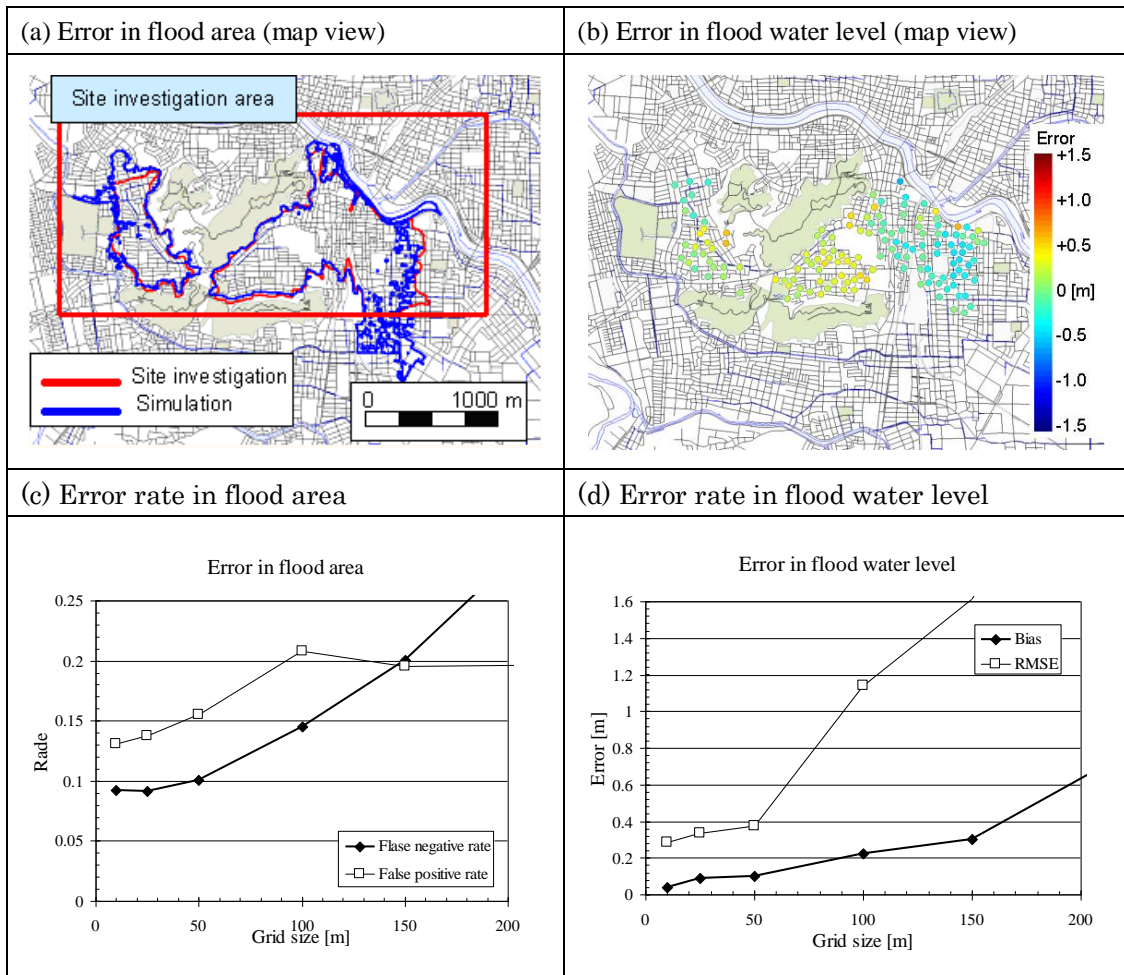 (a) Error in flood area (map view)
(b) Error in flood water level (map view)
Site investigation area
Site investigation
Simulation
0 1000 m
Error
+1.5
+1.0
+0.5
0 [m]
-0.5
-1.0
-1.5
(c) Error rate in flood area
(d) Error rate in flood water level
Error in flood area
0.25
0.2
0.15
0.1
0.05
0
Rade
Flase negative rate
False positive rate
0 50 100 150 200
Grid size [m]
Error in flood water level
1.6
1.4
1.2
1
0.8
0.6
0.4
0.2
0
Error [m]
Bias
RMSE
0 50 100 150 200
Grid size [m]